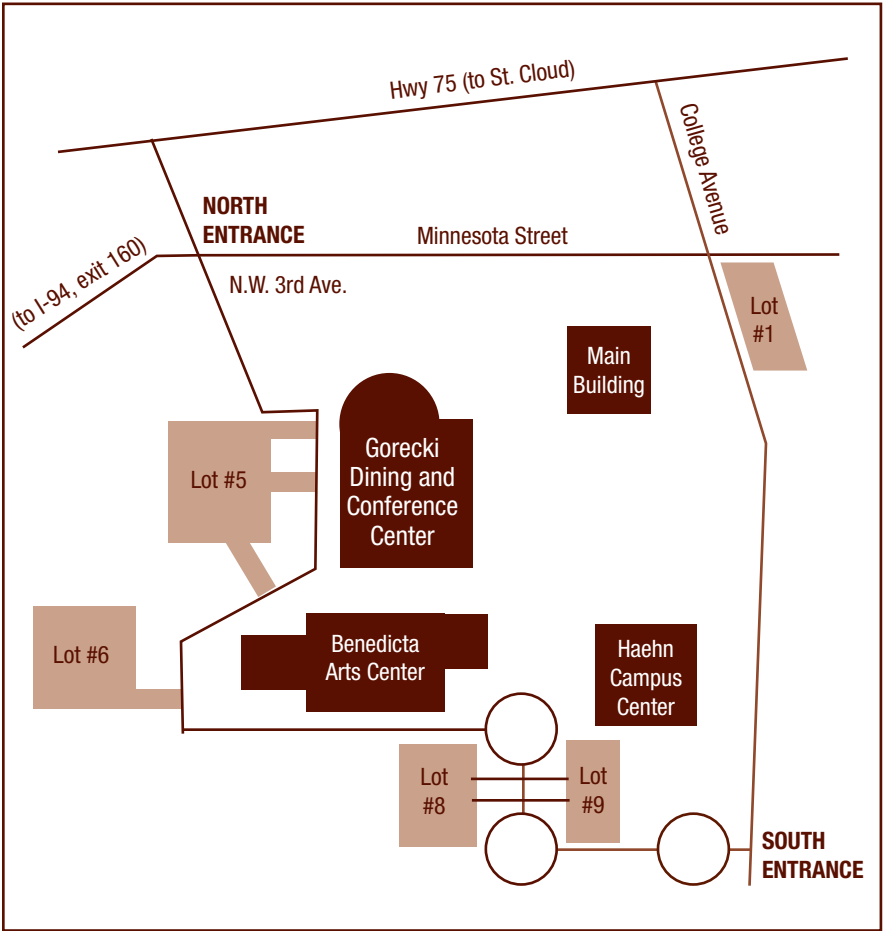 Hwy 75 (to St. Cloud)
College Avenue
NORTH
ENTRANCE
Minnesota Street
(to I-94, exit 160)
N.W. 3rd Ave.
Lot
#1
Main
Building
Gorecki
Dining and
Conference
Center
Lot #5
Lot #6
Benedicta
Arts Center
Haehn
Campus
Center
Lot
#8
Lot
#9
SOUTH
ENTRANCE